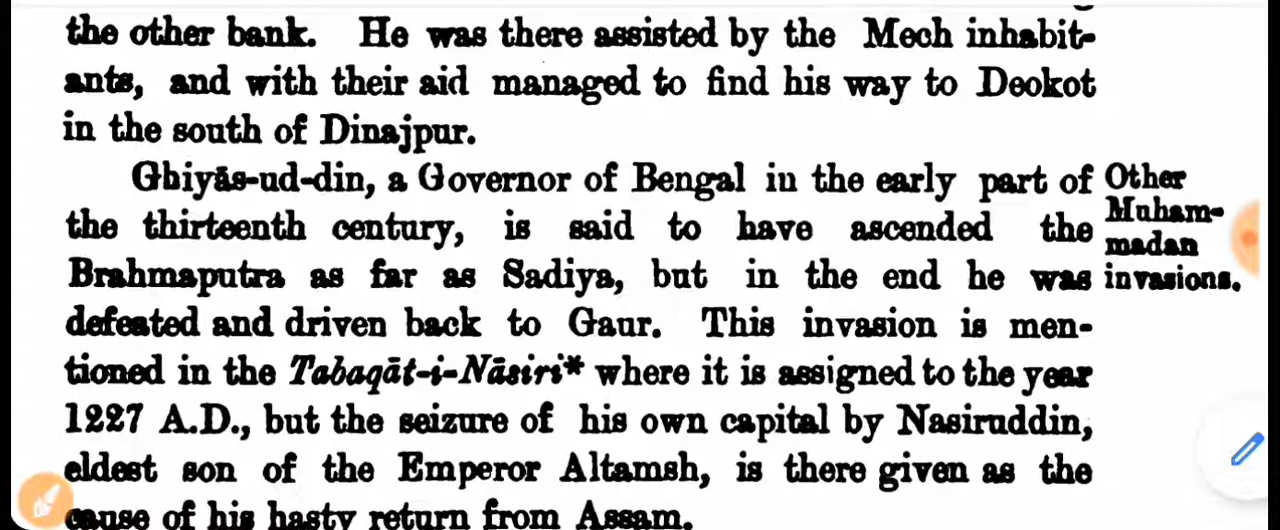 the other bank. He was there assisted by the Mech inhabit-
ants, and with their aid managed to find his way to Deokot
in the south of Dinajpur.
Ghiyās-ud-din, a Governor of Bengal in the early part of
the thirteenth century, is said to have ascended the
Brahmaputra as far as Sadiya, but in the end he was
defeated and driven back to Gaur. This invasion is men-
tioned in the Tabaqāt-i-Nāsiri* where it is assigned to the year
1227 A.D., but the seizure of his own capital by Nasiruddin,
eldest son of the Emperor Altamsh, is there given as the
cause of his hasty return from Assam.
Other
Muham-
madan
invasions.